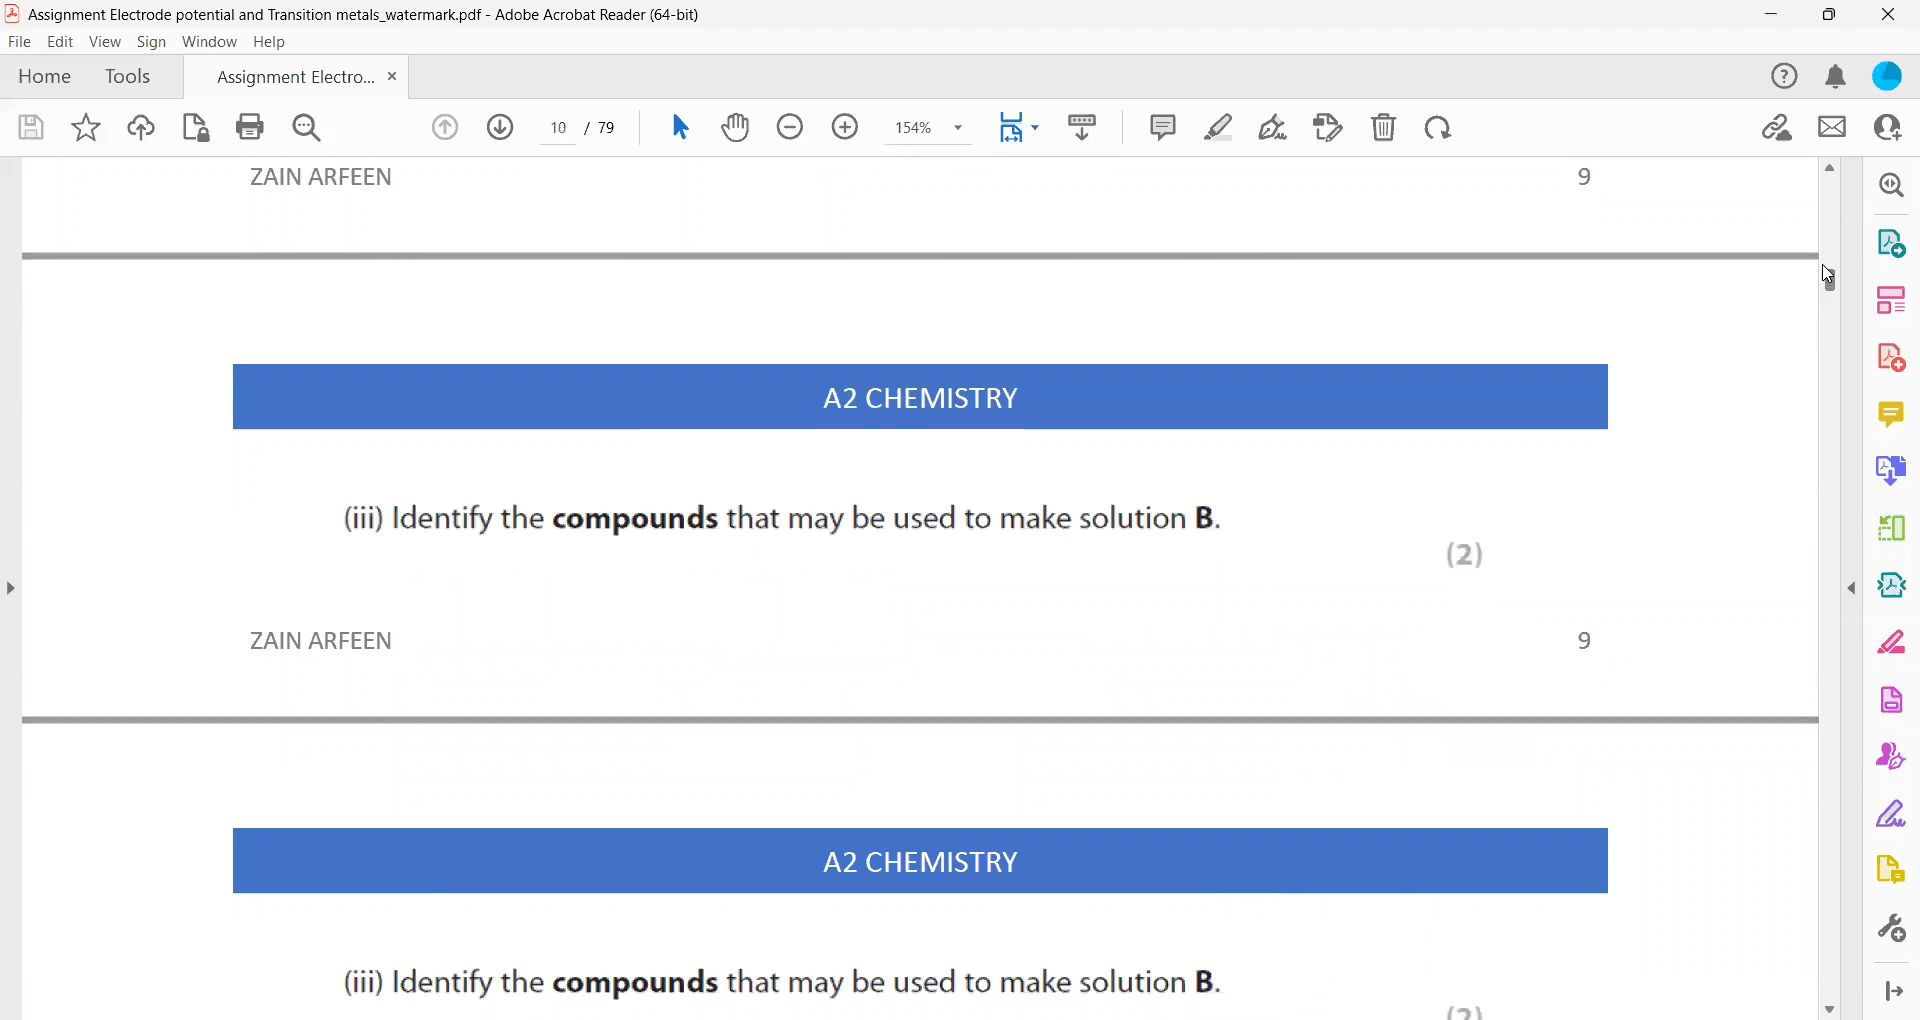 Assignment Electrode potential and Transition metals_watermark.pdf - Adobe Acrobat Reader (64-bit)
File Edit View Sign Window Help
Home Tools Assignment Electro... ×
10 / 79 154%
ZAIN ARFEEN 9
A2 CHEMISTRY
(iii) Identify the compounds that may be used to make solution B.
(2)
ZAIN ARFEEN 9
A2 CHEMISTRY
(iii) Identify the compounds that may be used to make solution B.
(2)